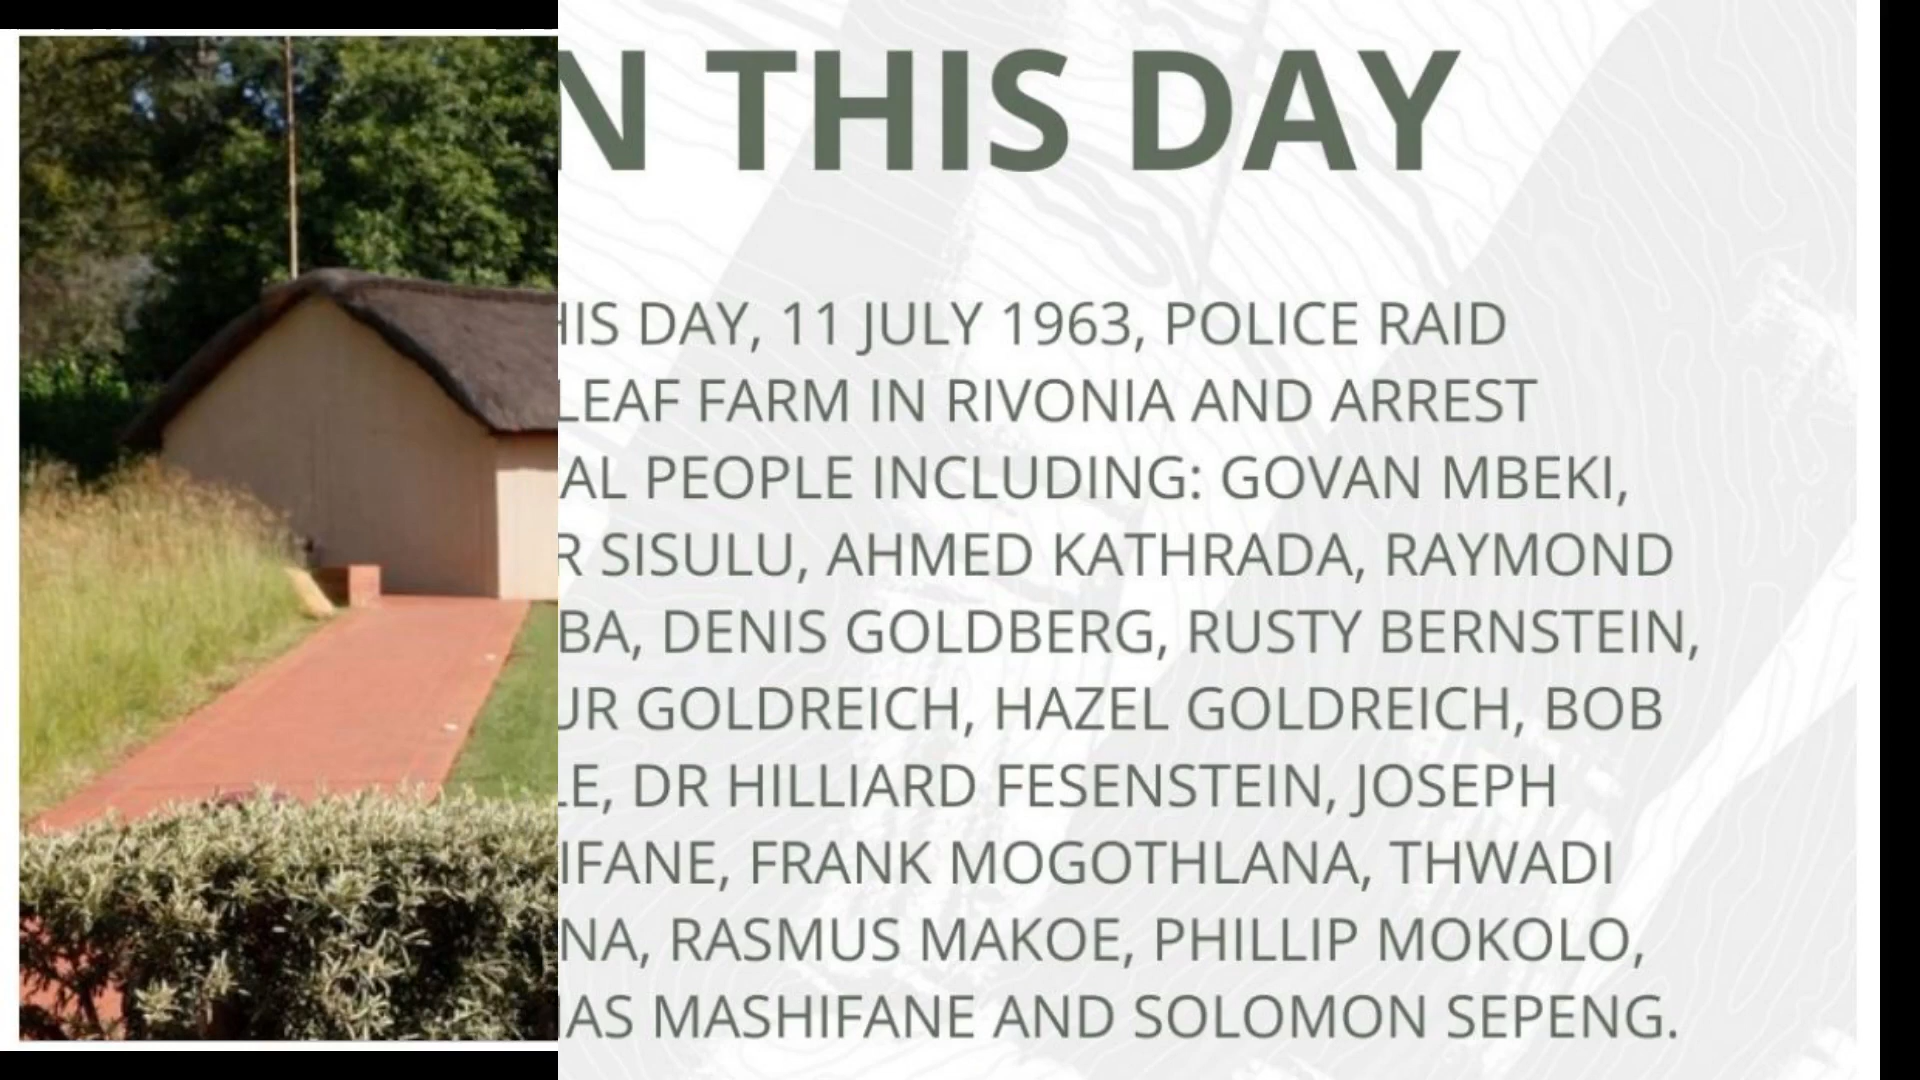 N THIS DAY
HIS DAY, 11 JULY 1963, POLICE RAID
LEAF FARM IN RIVONIA AND ARREST
AL PEOPLE INCLUDING: GOVAN MBEKI,
R SISULU, AHMED KATHRADA, RAYMOND
BA, DENIS GOLDBERG, RUSTY BERNSTEIN,
UR GOLDREICH, HAZEL GOLDREICH, BOB
LE, DR HILLIARD FESENSTEIN, JOSEPH
IFANE, FRANK MOGOTHLANA, THWADI
NA, RASMUS MAKOE, PHILLIP MOKOLO,
AS MASHIFANE AND SOLOMON SEPENG.